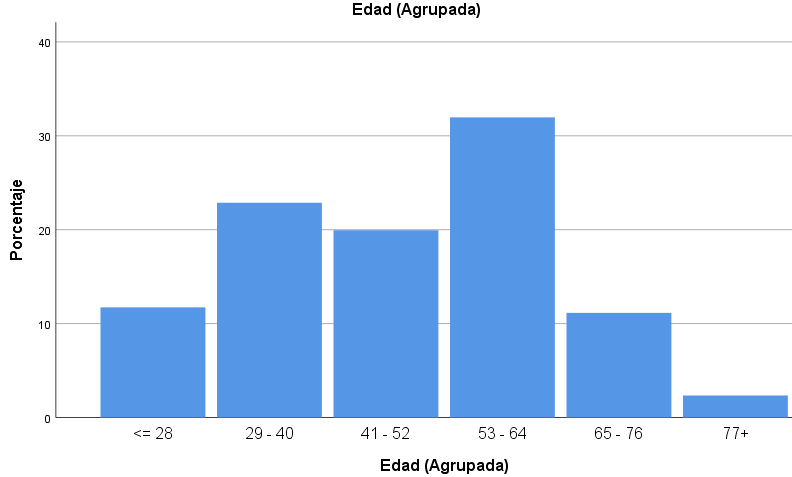 Edad (Agrupada)
40
30
20
10
0
Porcentaje
<= 28
29 - 40
41 - 52
53 - 64
65 - 76
77+
Edad (Agrupada)